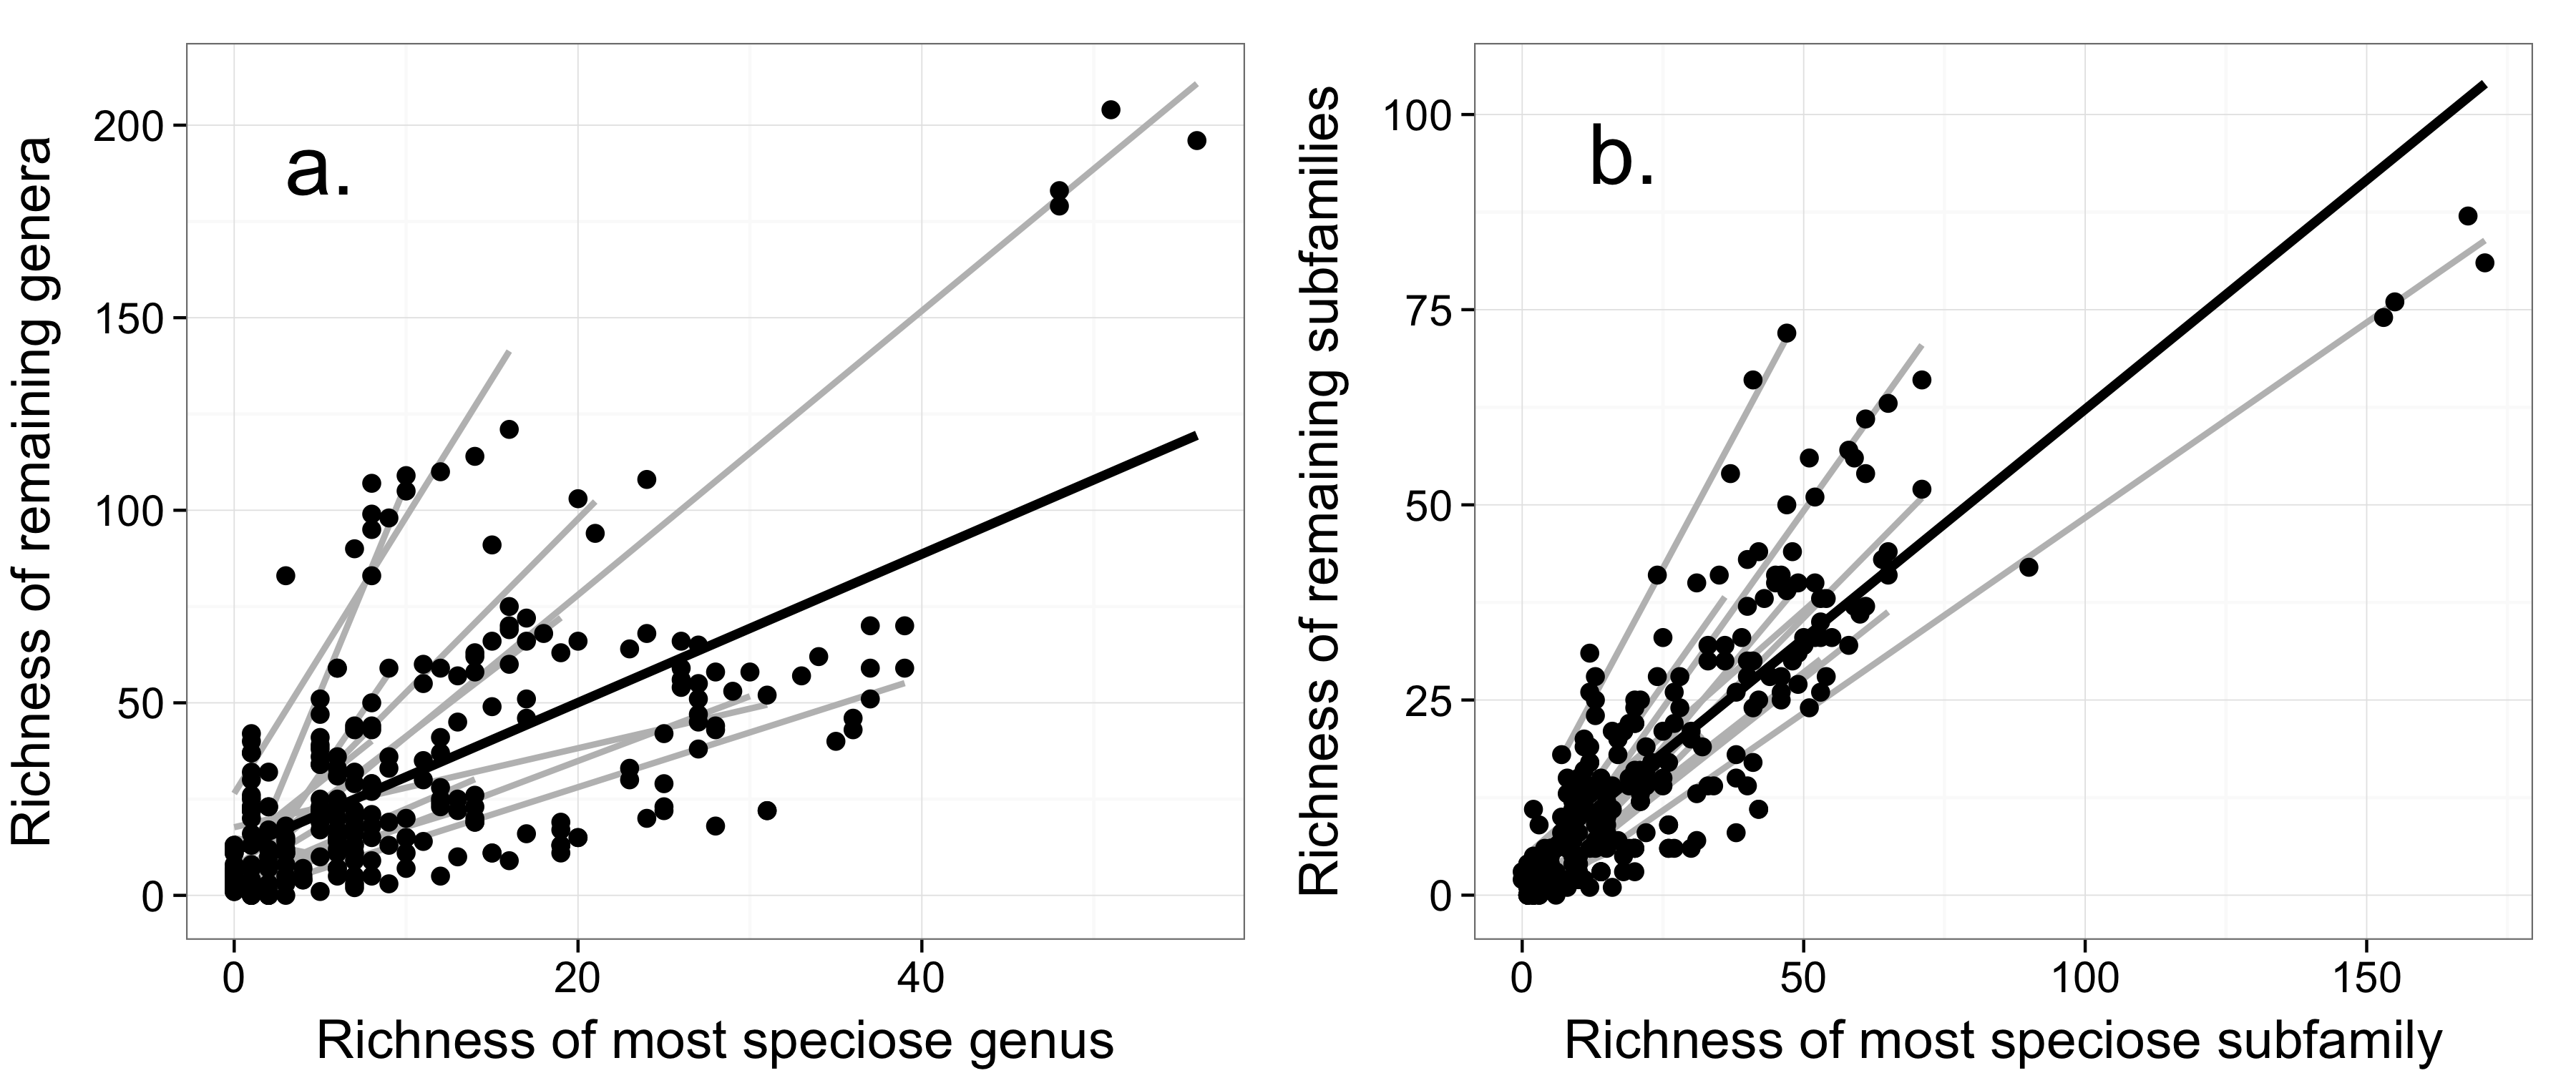 Richness of remaining genera
200
150
100
50
0
a.
0 20 40
Richness of most speciose genus
Richness of remaining subfamilies
100
75
50
25
0
b.
0 50 100 150
Richness of most speciose subfamily